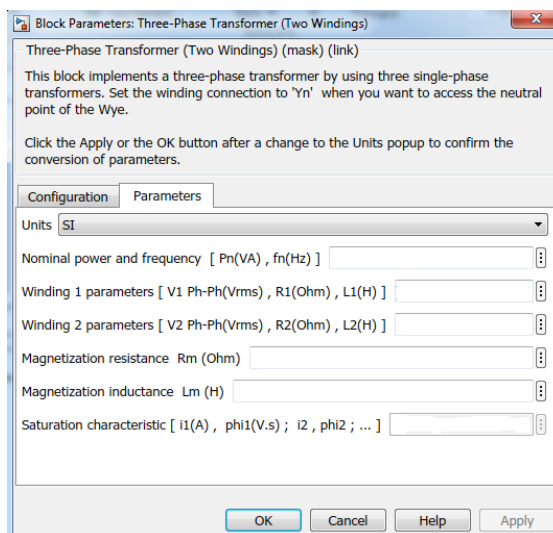 Block Parameters: Three-Phase Transformer (Two Windings)
Three-Phase Transformer (Two Windings) (mask) (link)
This block implements a three-phase transformer by using three single-phase
transformers. Set the winding connection to 'Yn' when you want to access the neutral
point of the Wye.
Click the Apply or the OK button after a change to the Units popup to confirm the
conversion of parameters.
Configuration Parameters
Units SI
Nominal power and frequency [ Pn(VA) , fn(Hz) ]
Winding 1 parameters [ V1 Ph-Ph(Vrms) , R1(Ohm) , L1(H) ]
Winding 2 parameters [ V2 Ph-Ph(Vrms) , R2(Ohm) , L2(H) ]
Magnetization resistance Rm (Ohm)
Magnetization inductance Lm (H)
Saturation characteristic [ i1(A) , phi1(V.s) ; i2 , phi2 ; ... ]
OK Cancel Help Apply